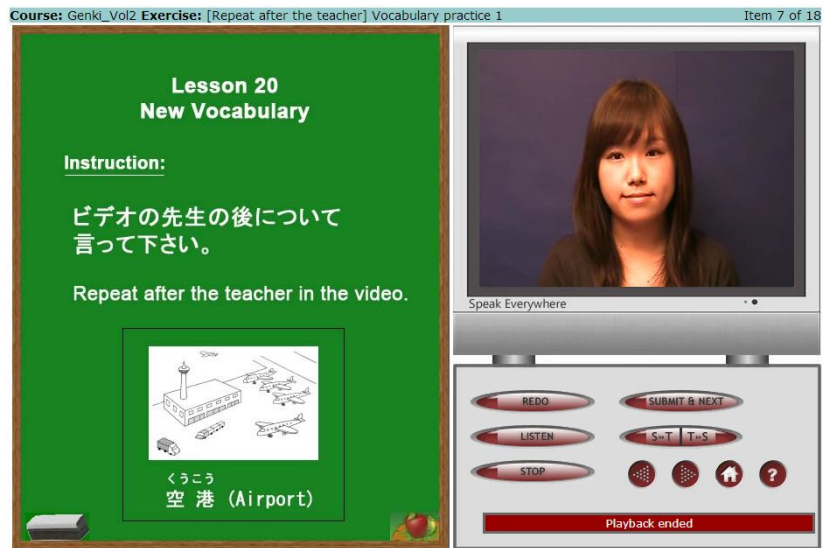 Course: Genki_Vol2 Exercise: [Repeat after the teacher] Vocabulary practice 1
Item 7 of 18
Lesson 20
New Vocabulary
Instruction:
ビデオの先生の後について
言って下さい。
Repeat after the teacher in the video.
くうこう
空 港 (Airport)
Speak Everywhere
REDO
SUBMIT & NEXT
LISTEN
S»T T»S
STOP
?
Playback ended